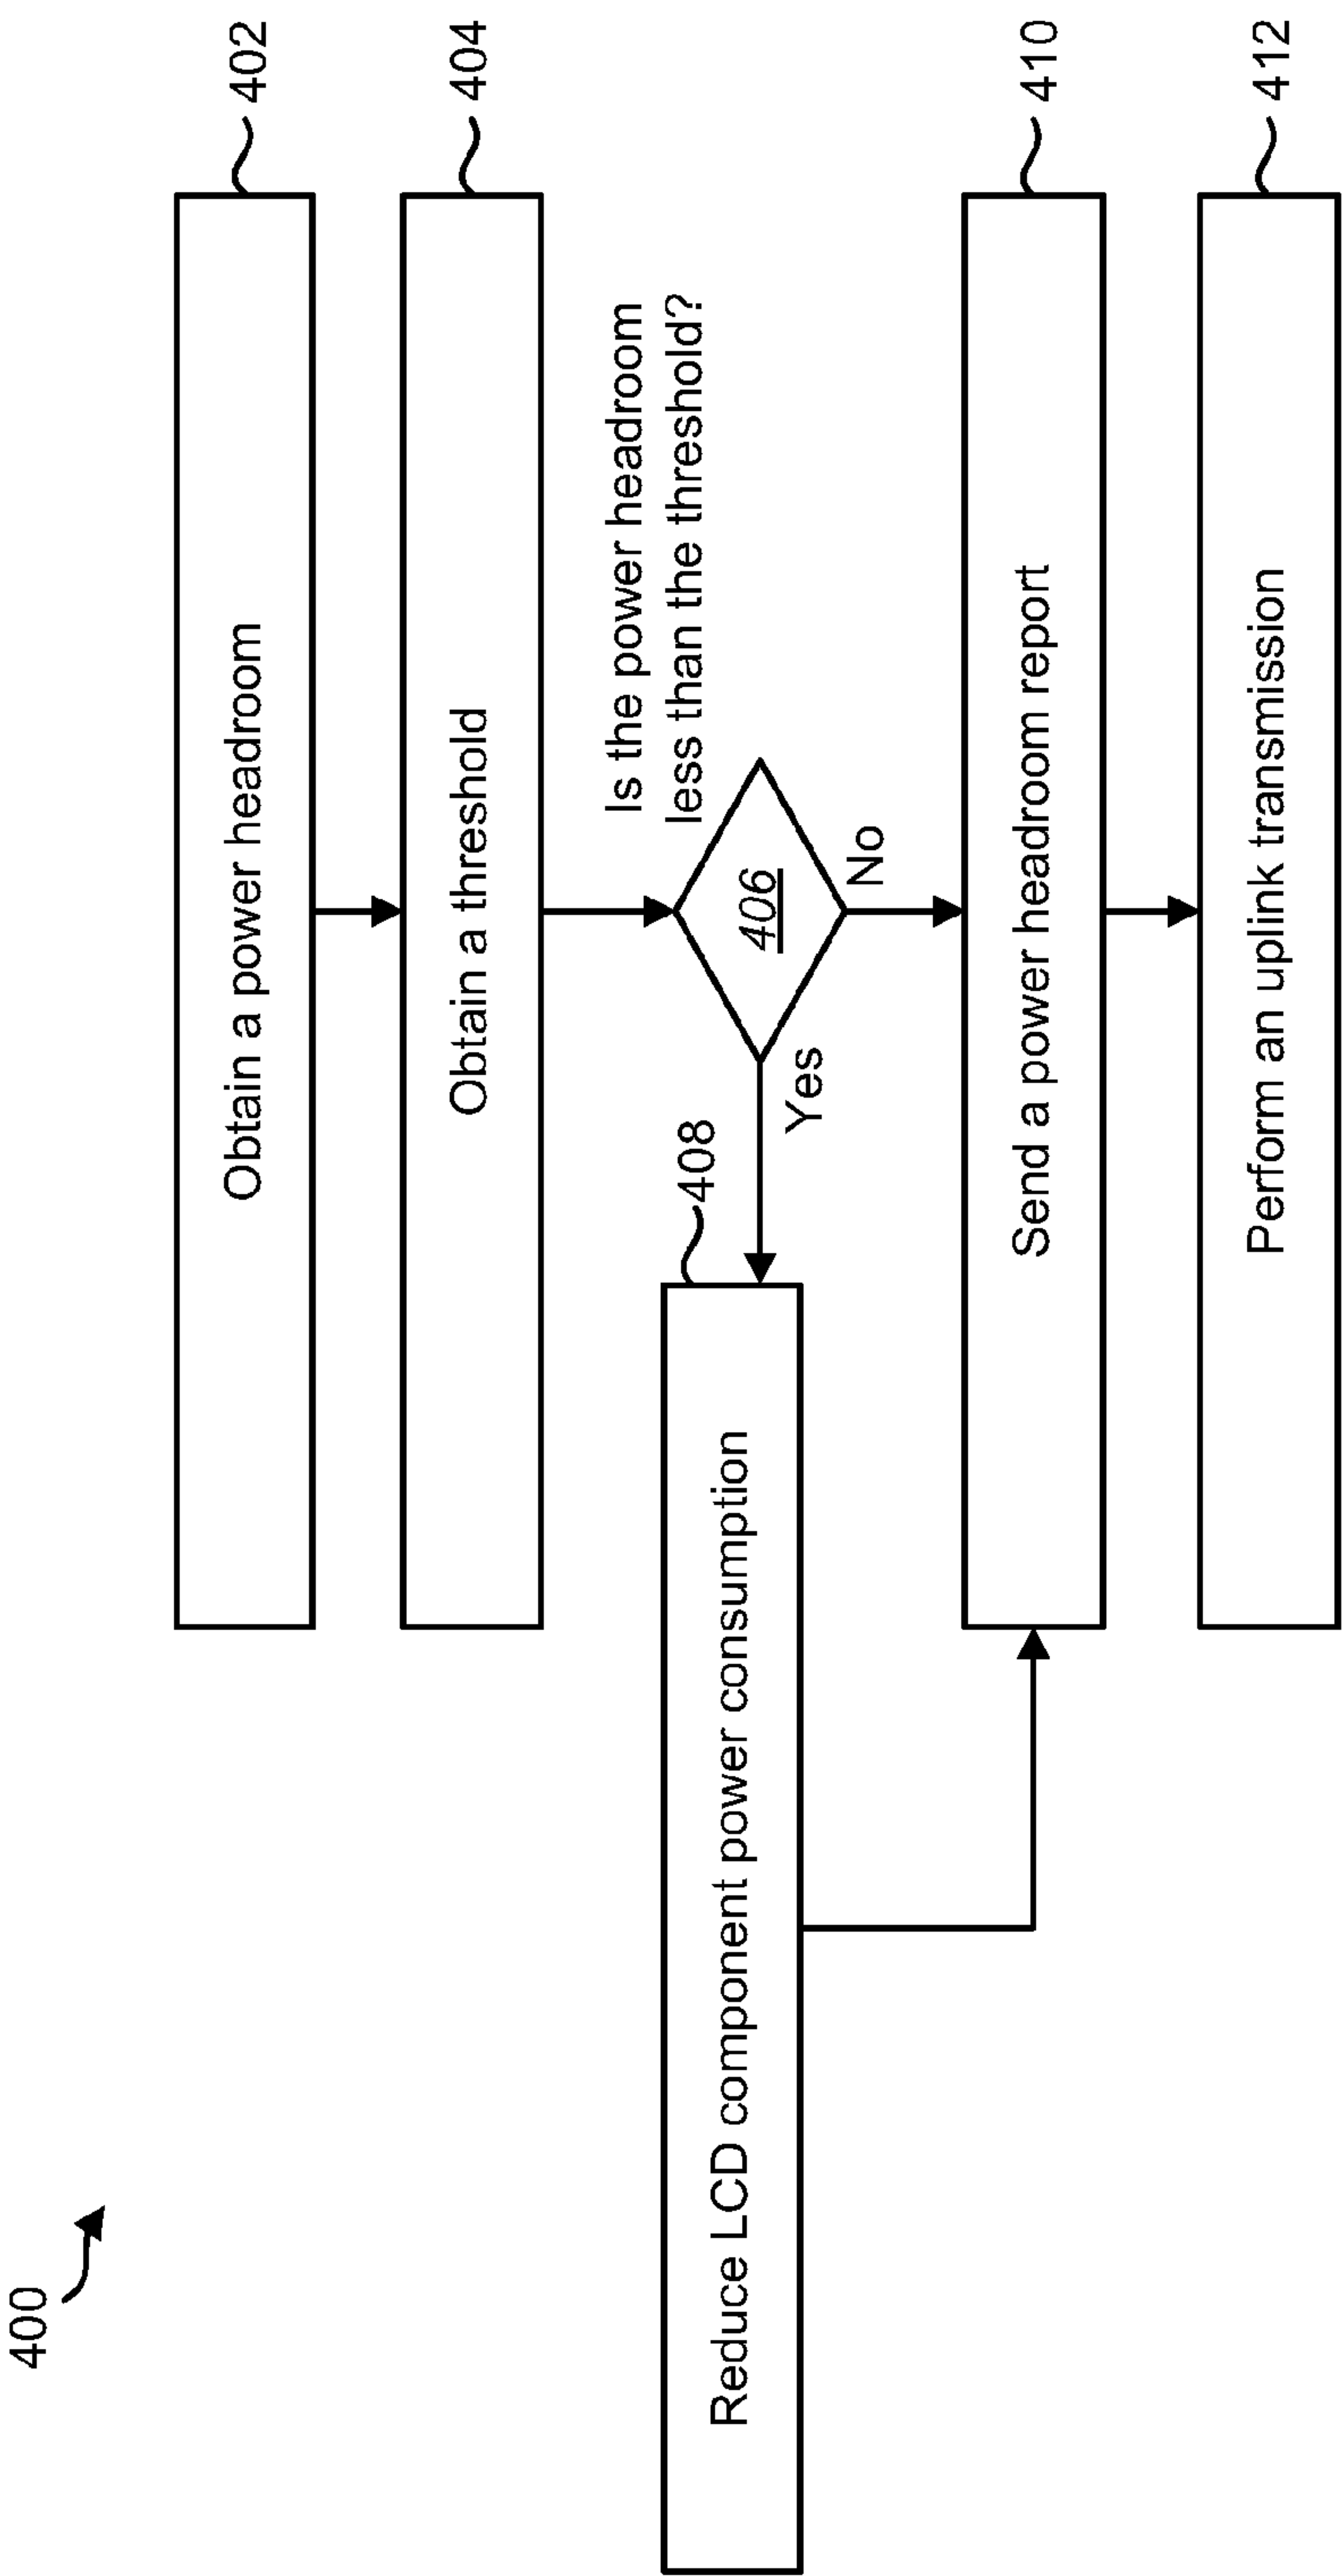 400
Obtain a power headroom
402
Obtain a threshold
404
Is the power headroom
less than the threshold?
406
Yes
No
408
Reduce LCD component power consumption
Send a power headroom report
410
Perform an uplink transmission
412